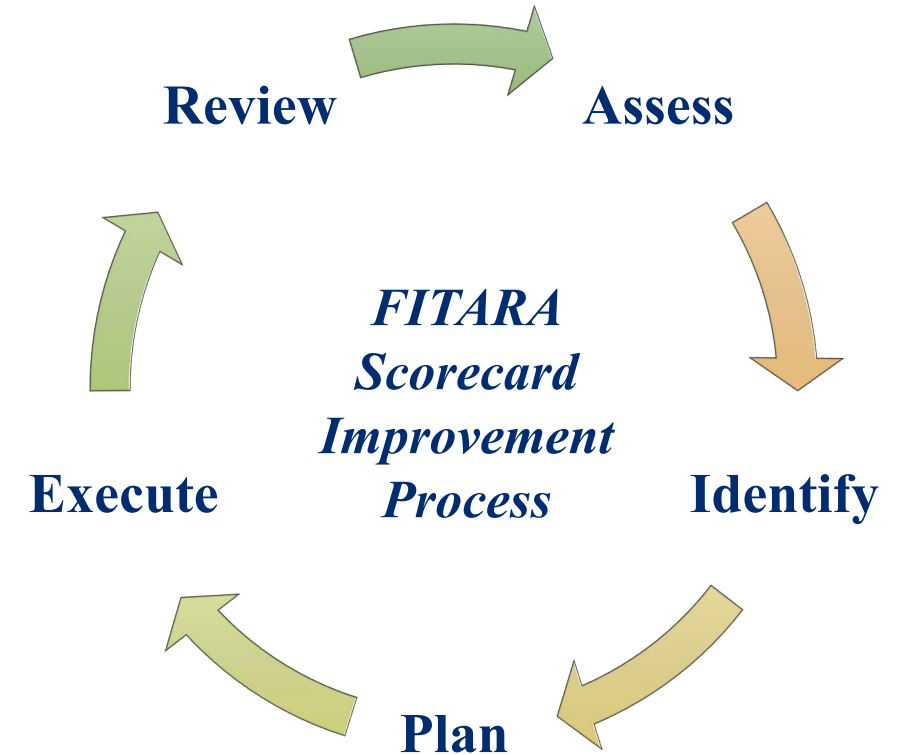 Review
Assess
FITARA
Scorecard
Improvement
Process
Execute
Identify
Plan